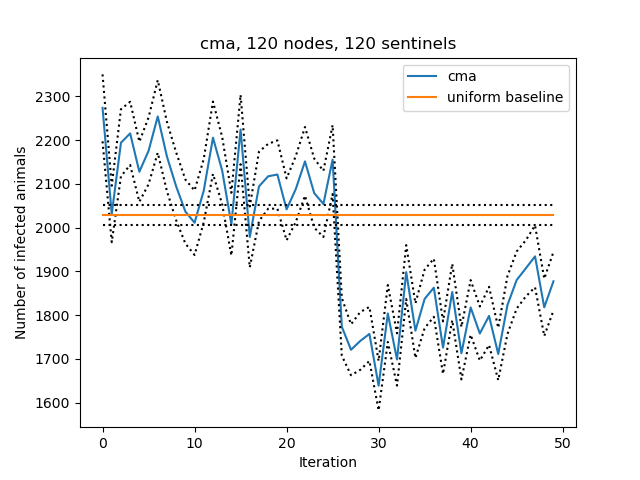 cma, 120 nodes, 120 sentinels
Number of infected animals
2300
2200
2100
2000
1900
1800
1700
1600
cma
uniform baseline
0
10
20
30
40
50
Iteration